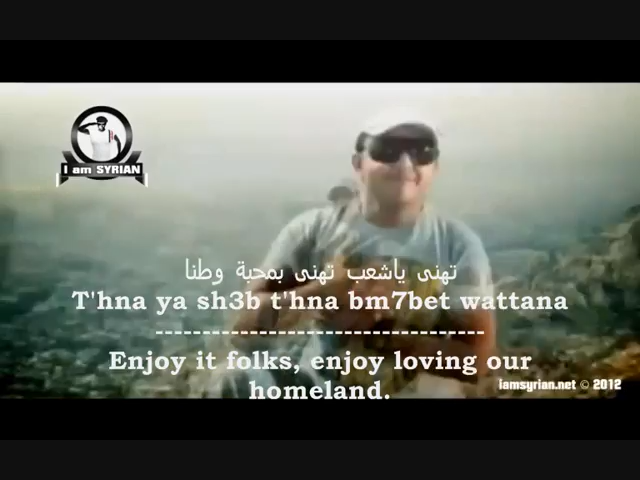 I am SYRIAN
تهنى ياشعب تهنى بمحبة وطنا
T'hna ya sh3b t'hna bm7bet wattana
----------------------------------
Enjoy it folks, enjoy loving our
homeland.
iamsyrian.net © 2012